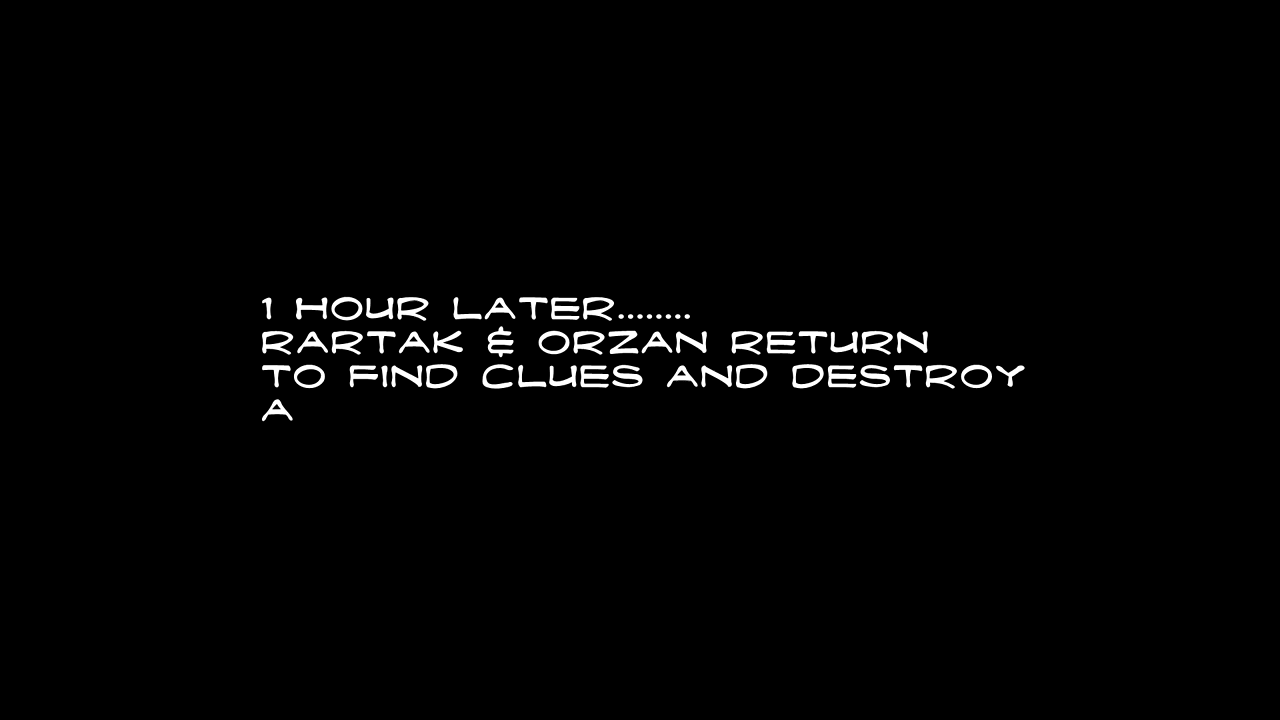 1 HOUR LATER........
RARTAK & ORZAN RETURN
TO FIND CLUES AND DESTROY
A